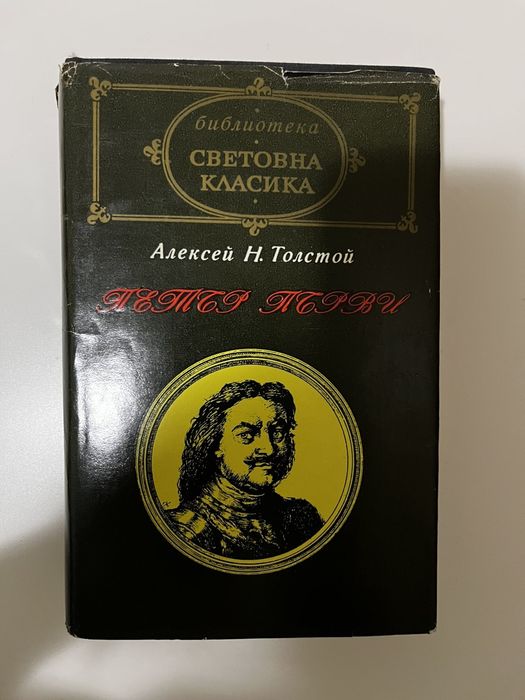 библиотека
СВЕТОВНА
КЛАСИКА
Алексей Н. Толстой
ПЕТЪР ПЪРВИ